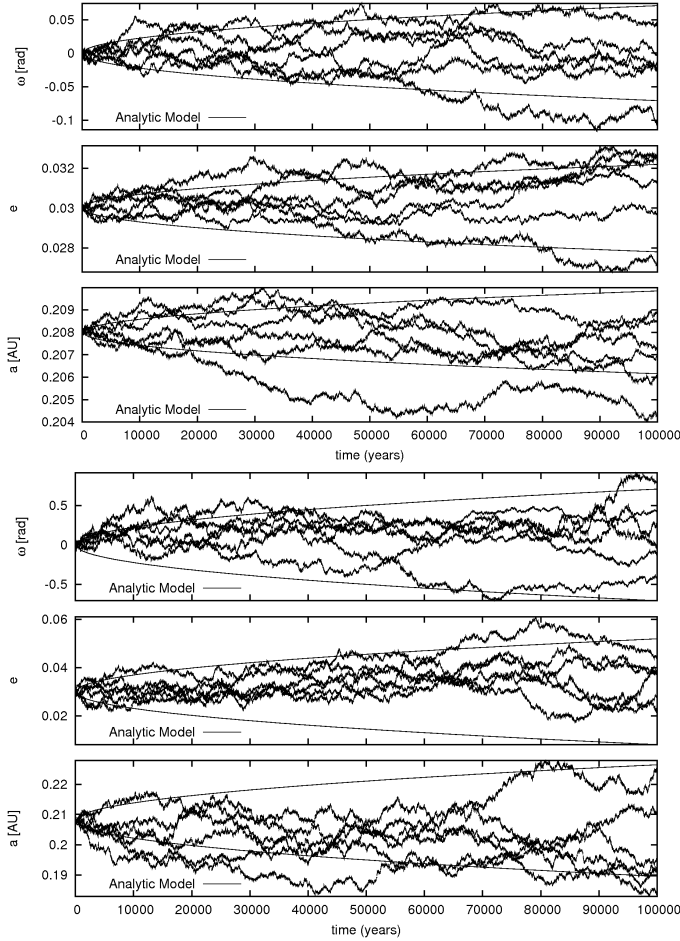 0.05
0
-0.05
-0.1
ω [rad]
Analytic Model
0.032
0.03
0.028
e
Analytic Model
0.209
0.208
0.207
0.206
0.205
0.204
a [AU]
Analytic Model
0 10000 20000 30000 40000 50000 60000 70000 80000 90000 100000
time (years)
0.5
0
-0.5
ω [rad]
Analytic Model
0.06
0.04
0.02
e
Analytic Model
0.22
0.21
0.2
0.19
a [AU]
Analytic Model
0 10000 20000 30000 40000 50000 60000 70000 80000 90000 100000
time (years)